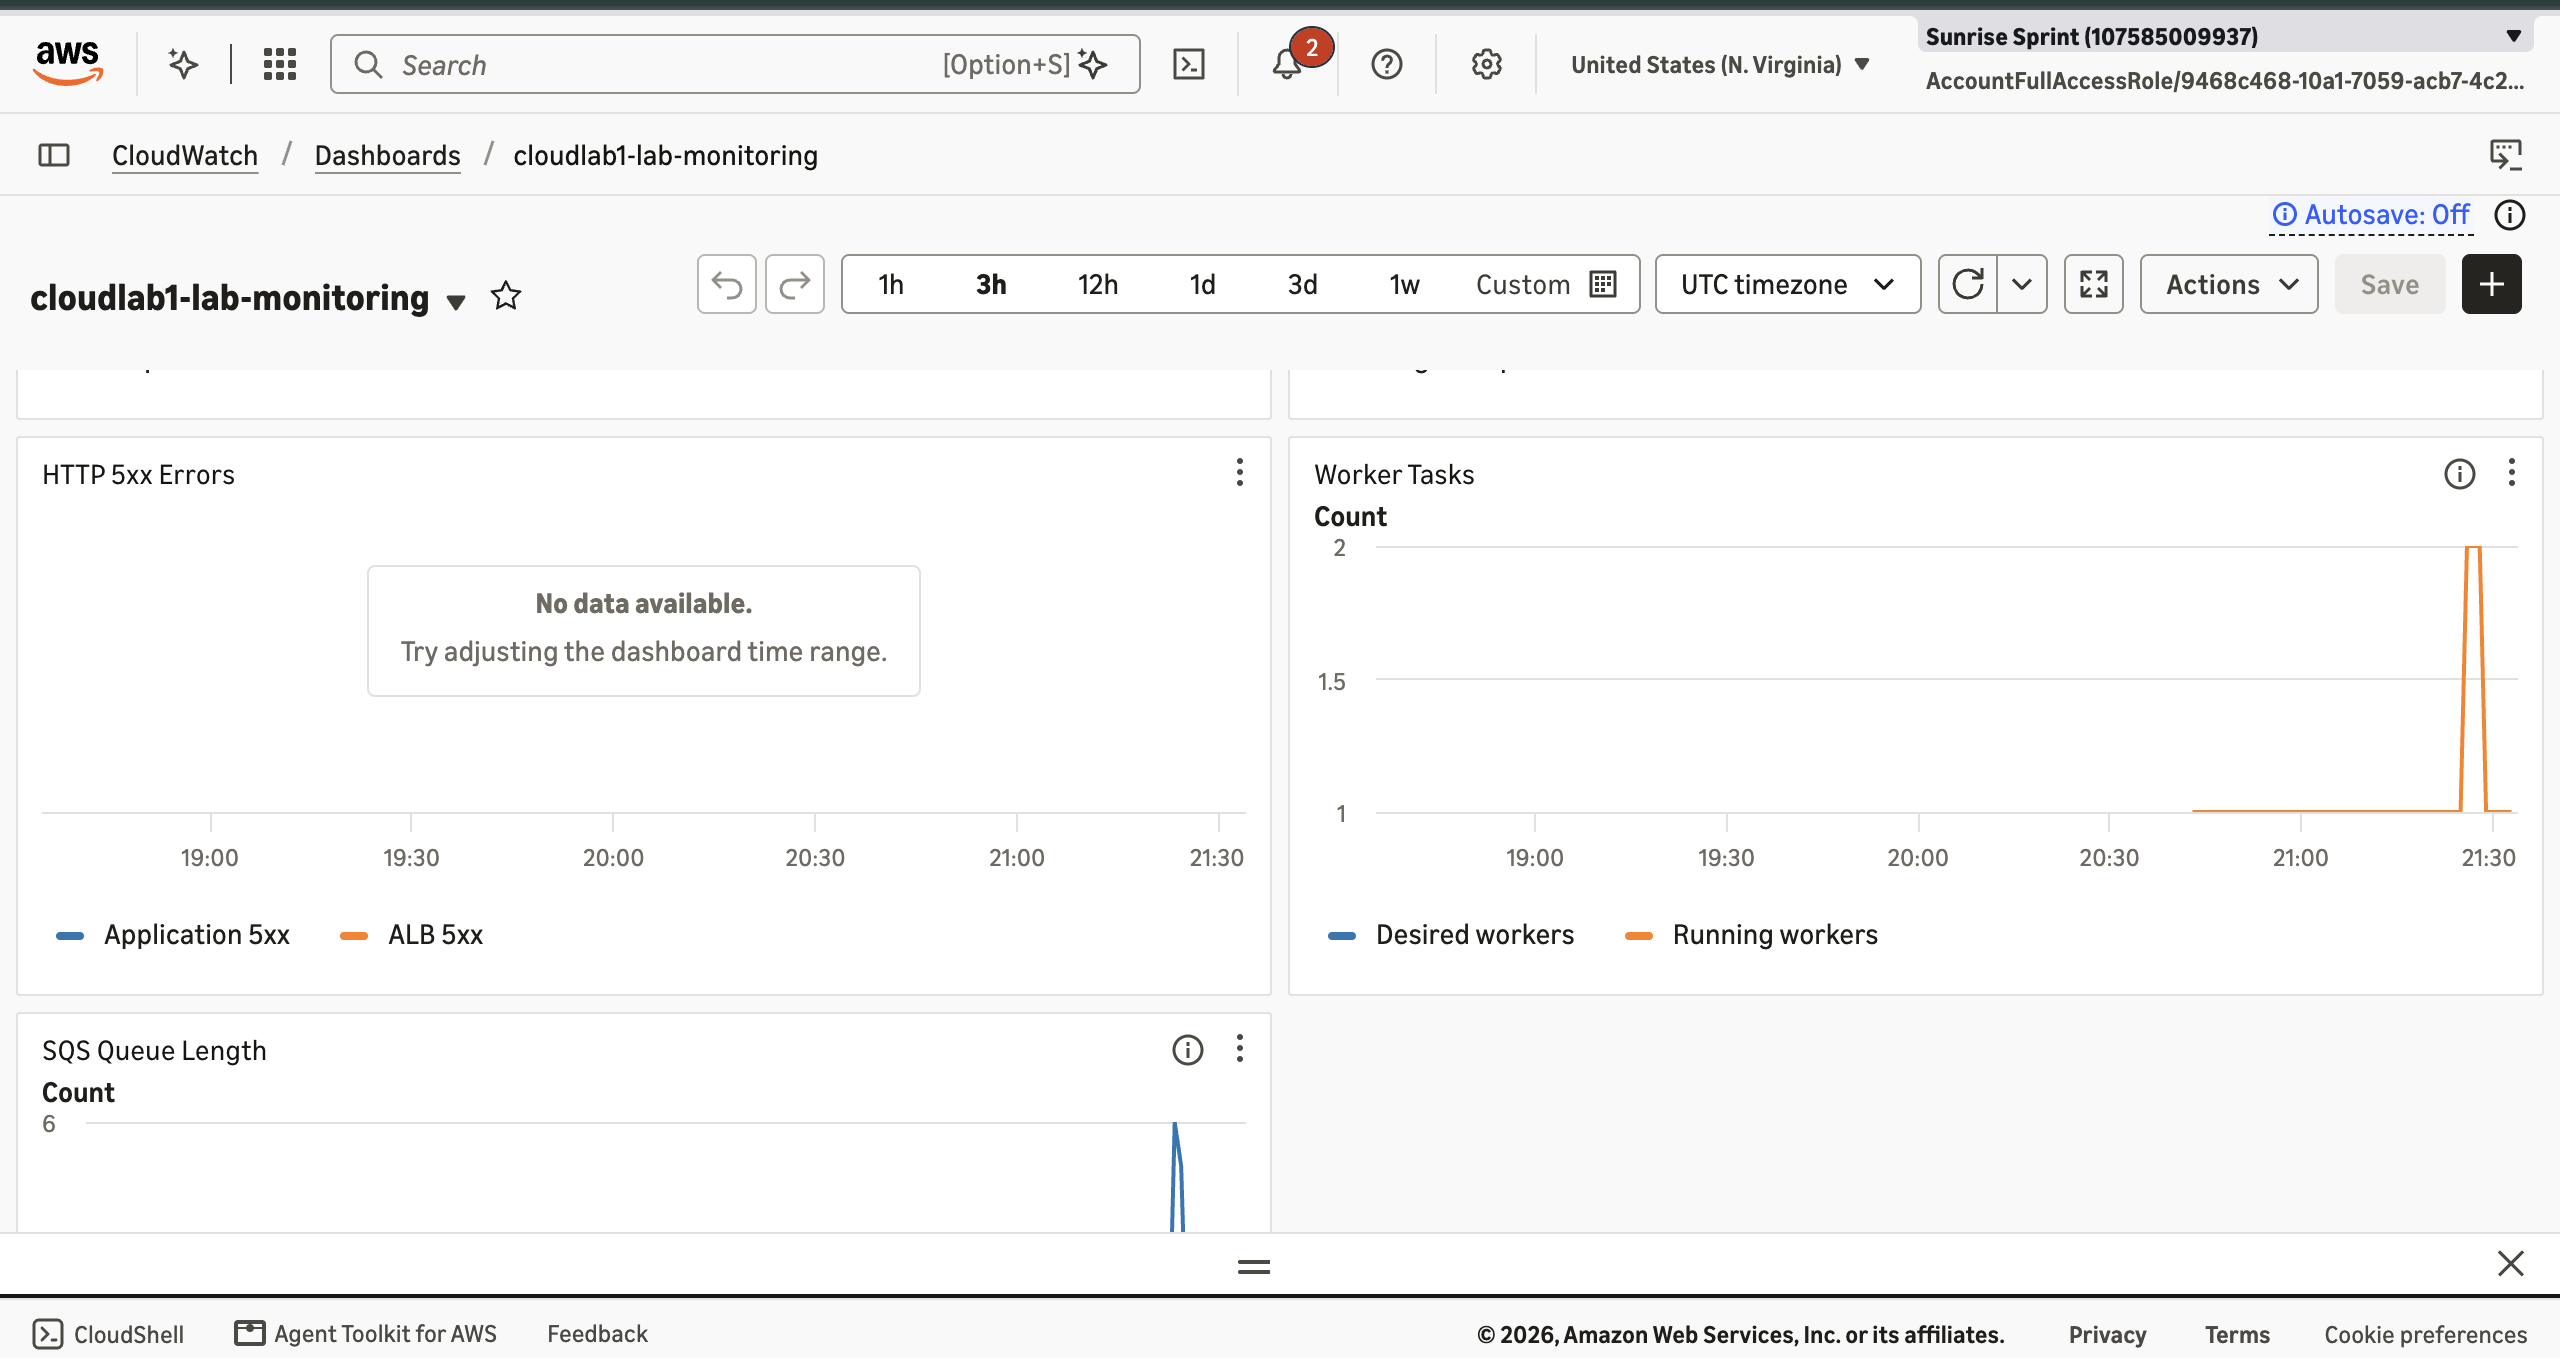 aws
Search
[Option+S]
2
United States (N. Virginia)
Sunrise Sprint (107585009937)
AccountFullAccessRole/9468c468-10a1-7059-acb7-4c2...
CloudWatch / Dashboards / cloudlab1-lab-monitoring
Autosave: Off
cloudlab1-lab-monitoring
1h 3h 12h 1d 3d 1w Custom
UTC timezone
Actions
Save
HTTP 5xx Errors
No data available.
Try adjusting the dashboard time range.
19:00 19:30 20:00 20:30 21:00 21:30
Application 5xx ALB 5xx
Worker Tasks
Count
2
1.5
1
19:00 19:30 20:00 20:30 21:00 21:30
Desired workers Running workers
SQS Queue Length
Count
6
CloudShell Agent Toolkit for AWS Feedback
© 2026, Amazon Web Services, Inc. or its affiliates. Privacy Terms Cookie preferences